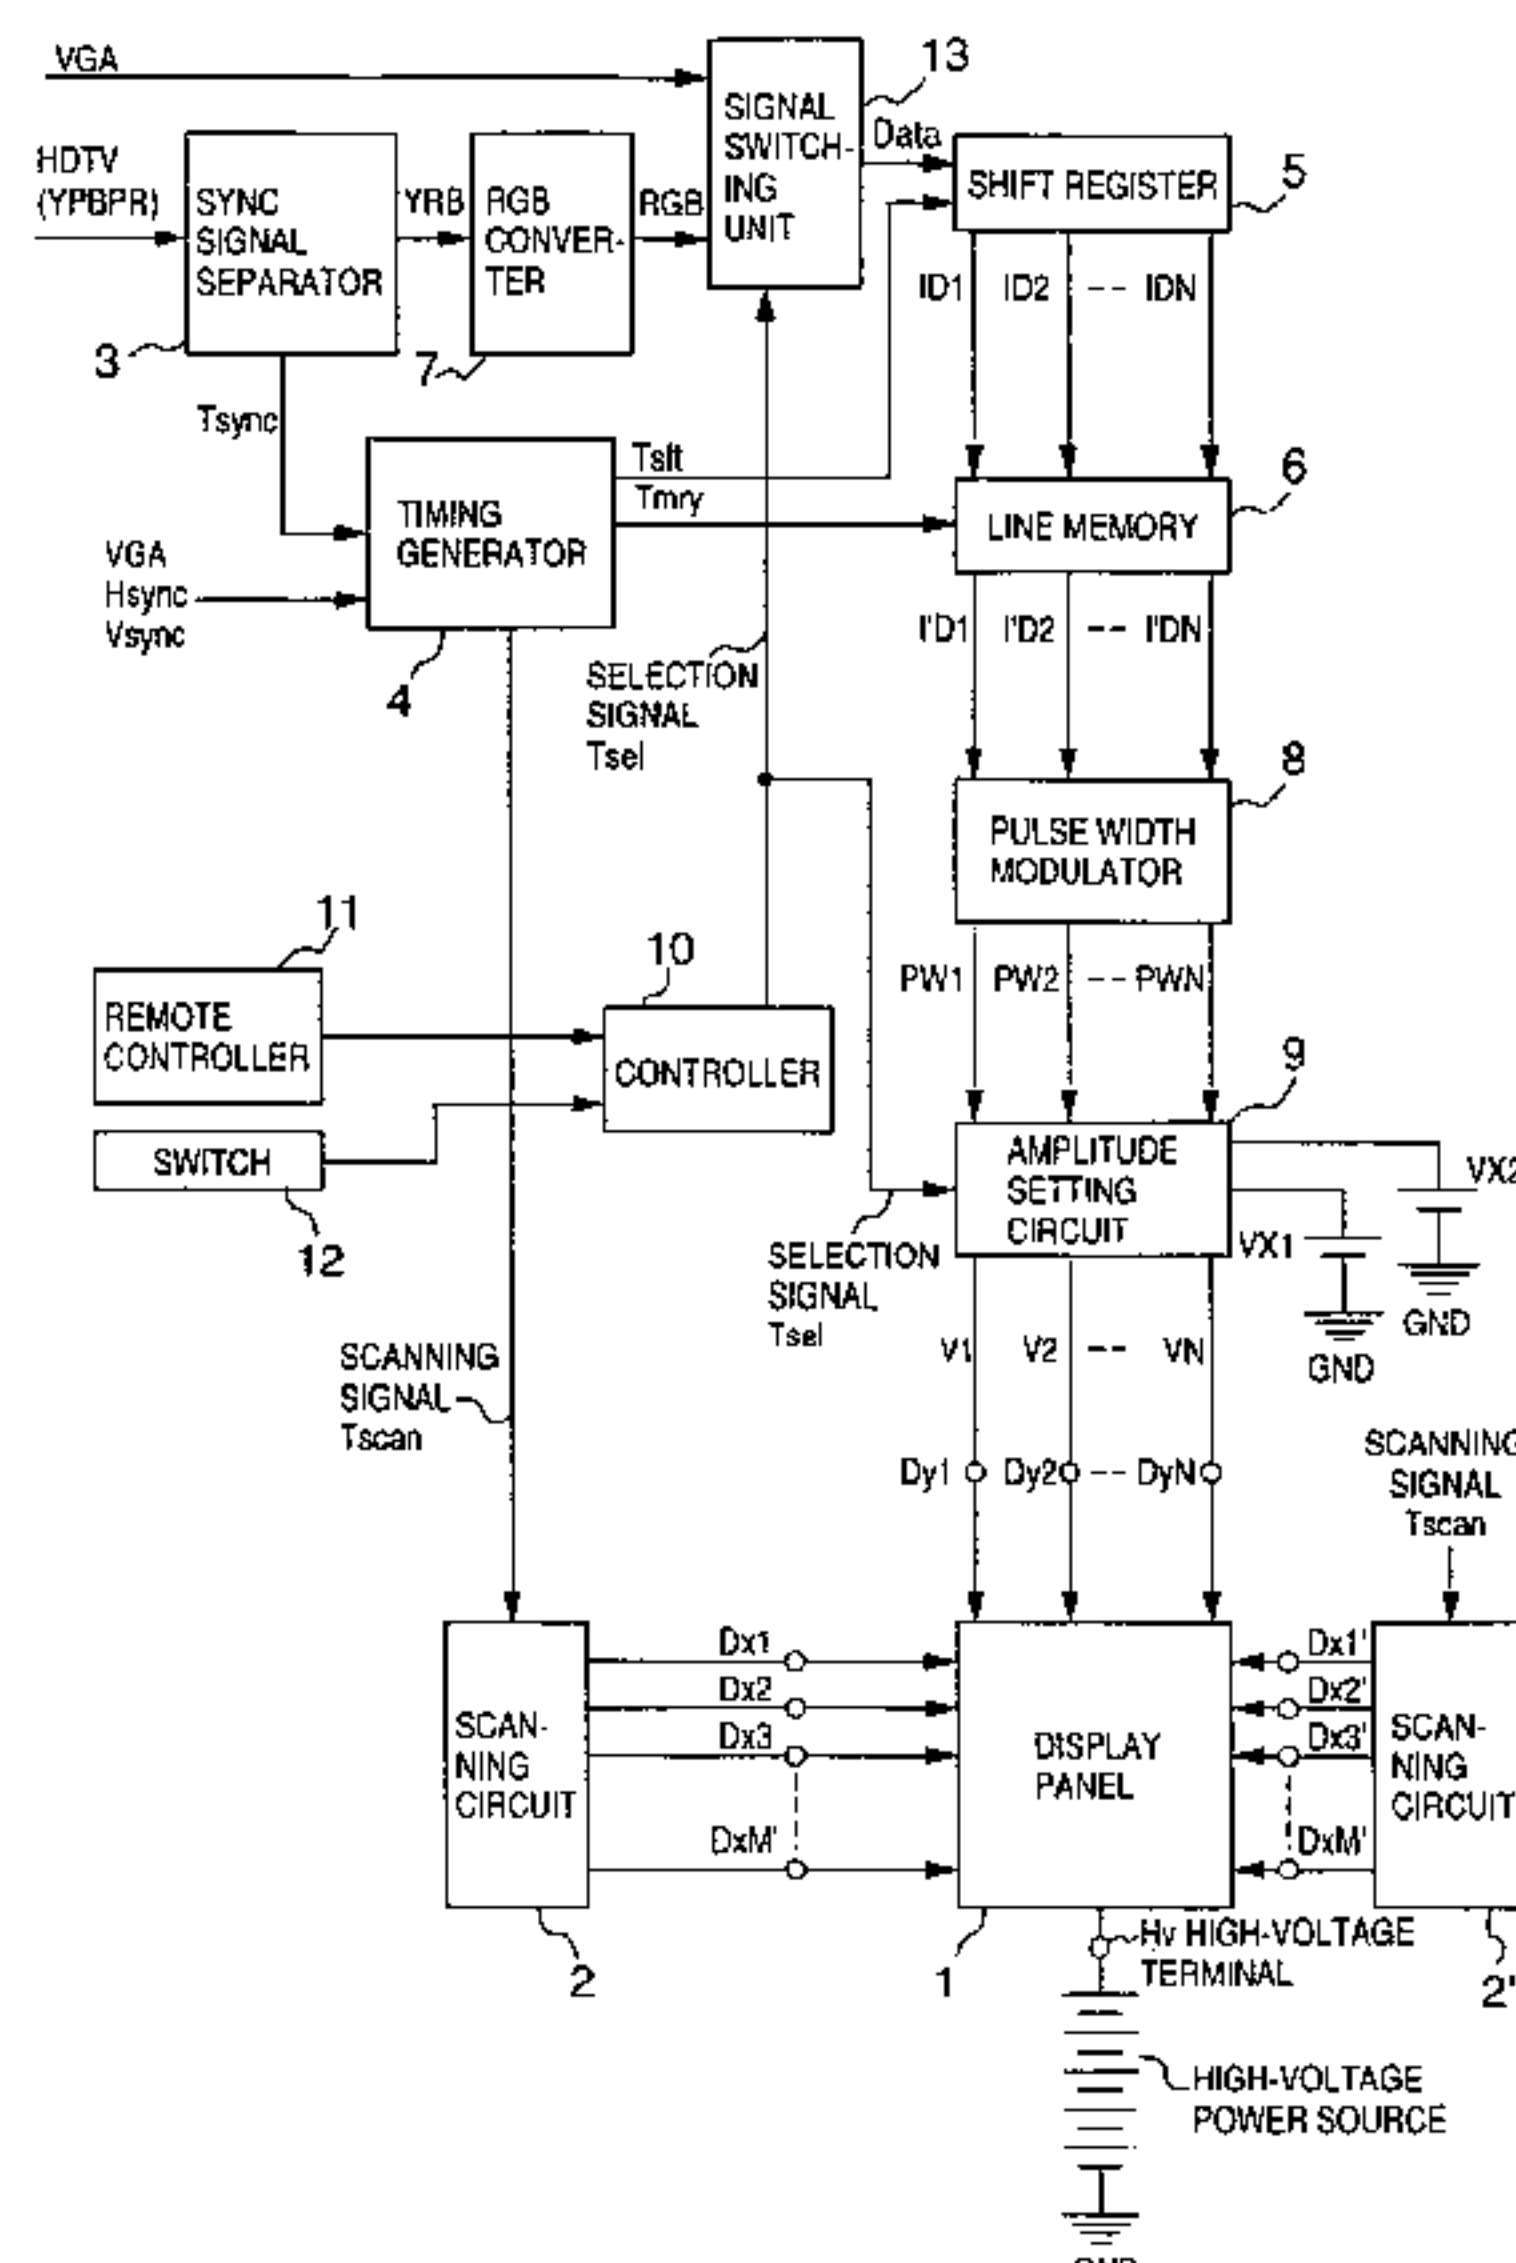 VGA
13
SIGNAL
SWITCH-
ING
UNIT
Data
HDTV
(YPBPR)
SYNC
SIGNAL
SEPARATOR
YRB
RGB
CONVER-
TER
RGB
SHIFT REGISTER
5
3
7
ID1 ID2 -- IDN
Tsync
TIMING
GENERATOR
Tsft
Tmry
6
LINE MEMORY
VGA
Hsync
Vsync
4
I'D1 I'D2 -- I'DN
SELECTION
SIGNAL
Tsel
8
PULSE WIDTH
MODULATOR
11
10
REMOTE
CONTROLLER
CONTROLLER
PW1 PW2 -- PWN
9
SWITCH
12
AMPLITUDE
SETTING
CIRCUIT
VX2
VX1
GND
GND
SELECTION
SIGNAL
Tsel
V1 V2 -- VN
SCANNING
SIGNAL
Tscan
Dy1 Dy2 -- DyN
SCANNING
SIGNAL
Tscan
SCAN-
NING
CIRCUIT
Dx1
Dx2
Dx3
DxM'
DISPLAY
PANEL
Dx1'
Dx2'
Dx3'
DxM'
SCAN-
NING
CIRCUIT
2
1
2'
Hv HIGH-VOLTAGE
TERMINAL
HIGH-VOLTAGE
POWER SOURCE